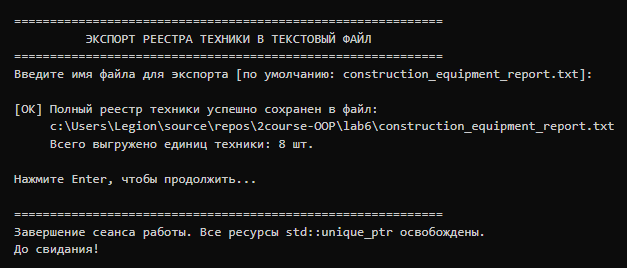 ============================================================
ЭКСПОРТ РЕЕСТРА ТЕХНИКИ В ТЕКСТОВЫЙ ФАЙЛ
============================================================
Введите имя файла для экспорта [по умолчанию: construction_equipment_report.txt]:
[OK] Полный реестр техники успешно сохранен в файл:
c:\Users\Legion\source\repos\2course-OOP\lab6\construction_equipment_report.txt
Всего выгружено единиц техники: 8 шт.
Нажмите Enter, чтобы продолжить...
============================================================
Завершение сеанса работы. Все ресурсы std::unique_ptr освобождены.
До свидания!